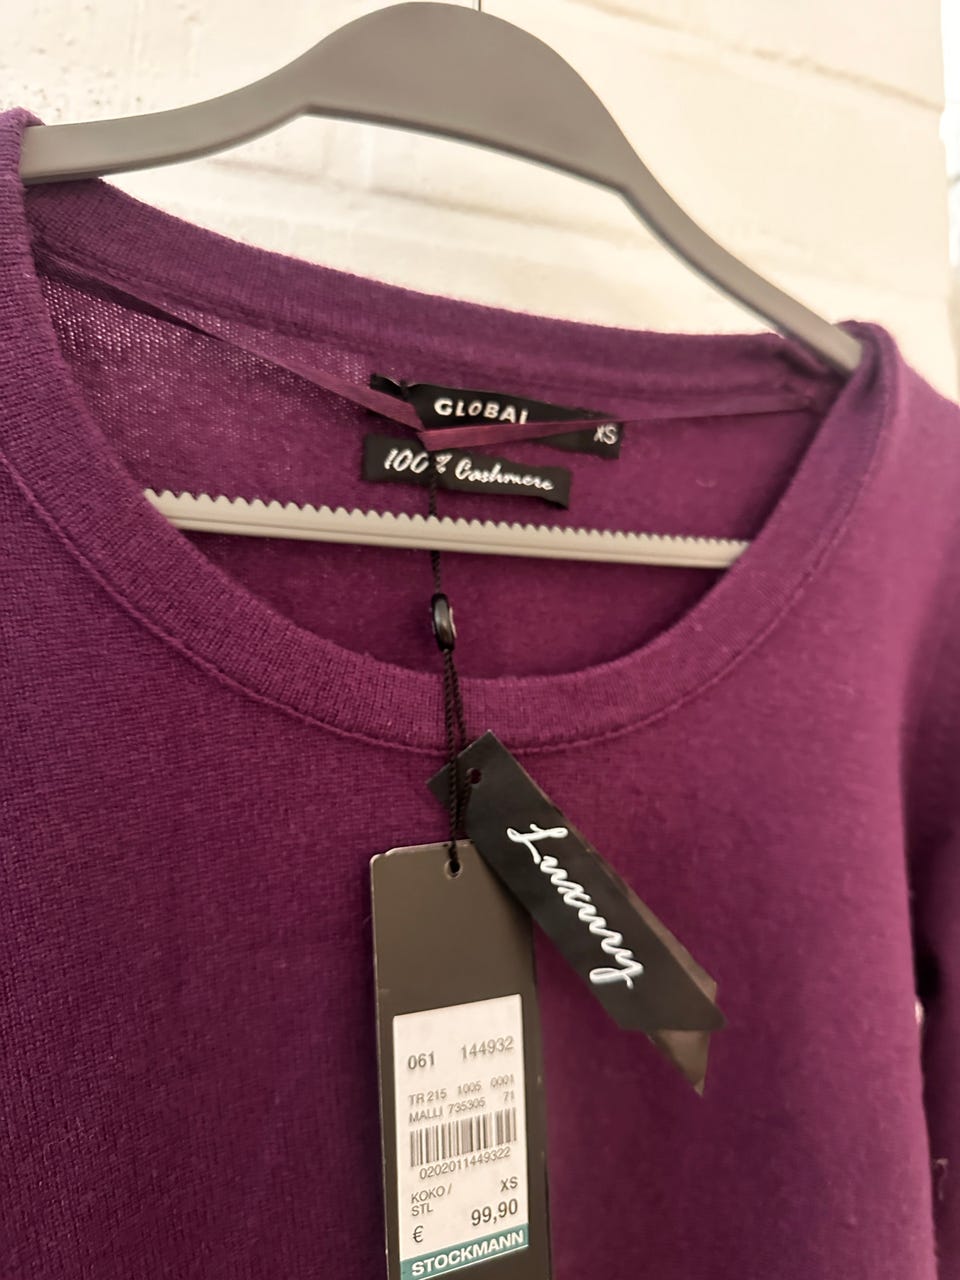 GLOBAL
XS
100% Cashmere
Luxury
061 144932
TR 215 1005 0001
MALLI 735305 71
0202011449322
KOKO / XS
STL
€ 99,90
STOCKMANN